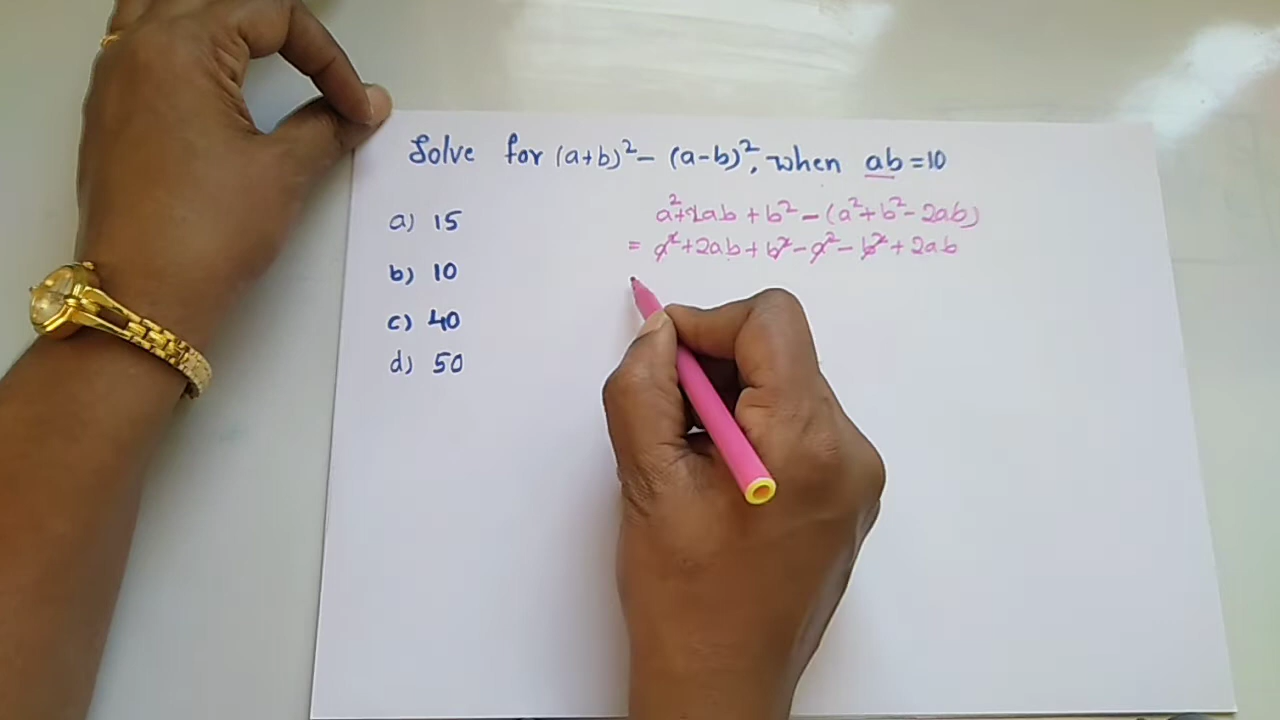 Solve for (a+b)² - (a-b)², when ab = 10
a² + 2ab + b² - (a² + b² - 2ab)
= a² + 2ab + b² - a² - b² + 2ab
a) 15
b) 10
c) 40
d) 50